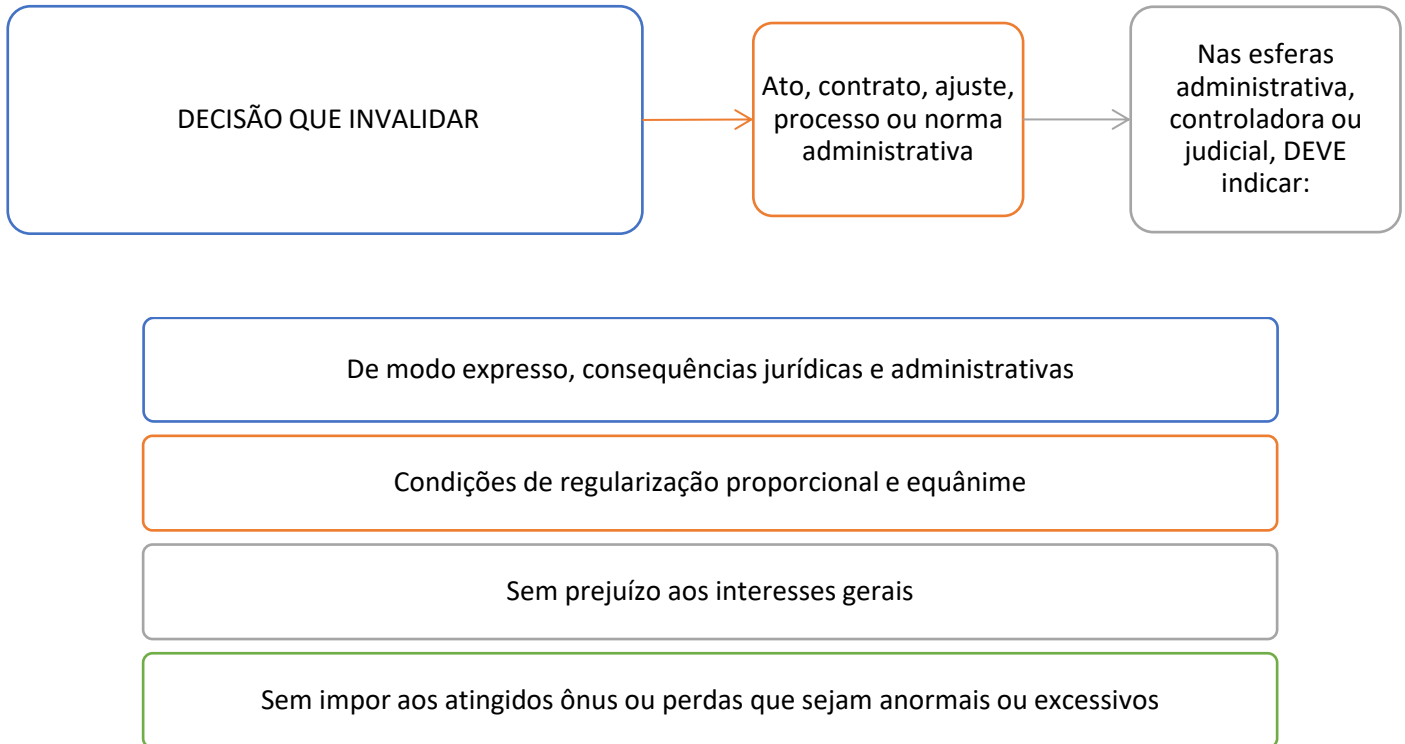 DECISÃO QUE INVALIDAR
Ato, contrato, ajuste,
processo ou norma
administrativa
Nas esferas
administrativa,
controladora ou
judicial, DEVE
indicar:
De modo expresso, consequências jurídicas e administrativas
Condições de regularização proporcional e equânime
Sem prejuízo aos interesses gerais
Sem impor aos atingidos ônus ou perdas que sejam anormais ou excessivos